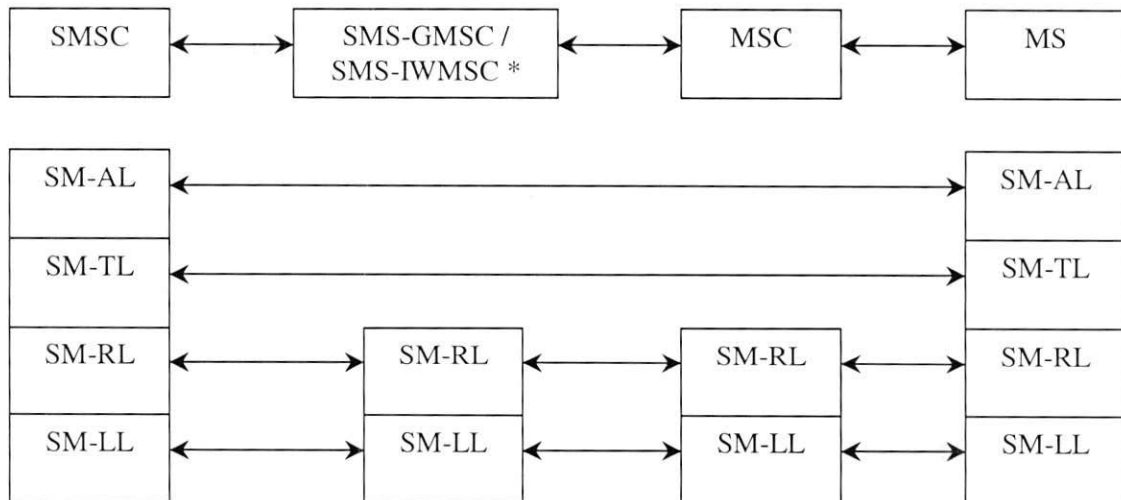 SMSC
SMS-GMSC /
SMS-IWMSC *
MSC
MS
SM-AL
SM-AL
SM-TL
SM-TL
SM-RL
SM-RL
SM-RL
SM-RL
SM-LL
SM-LL
SM-LL
SM-LL